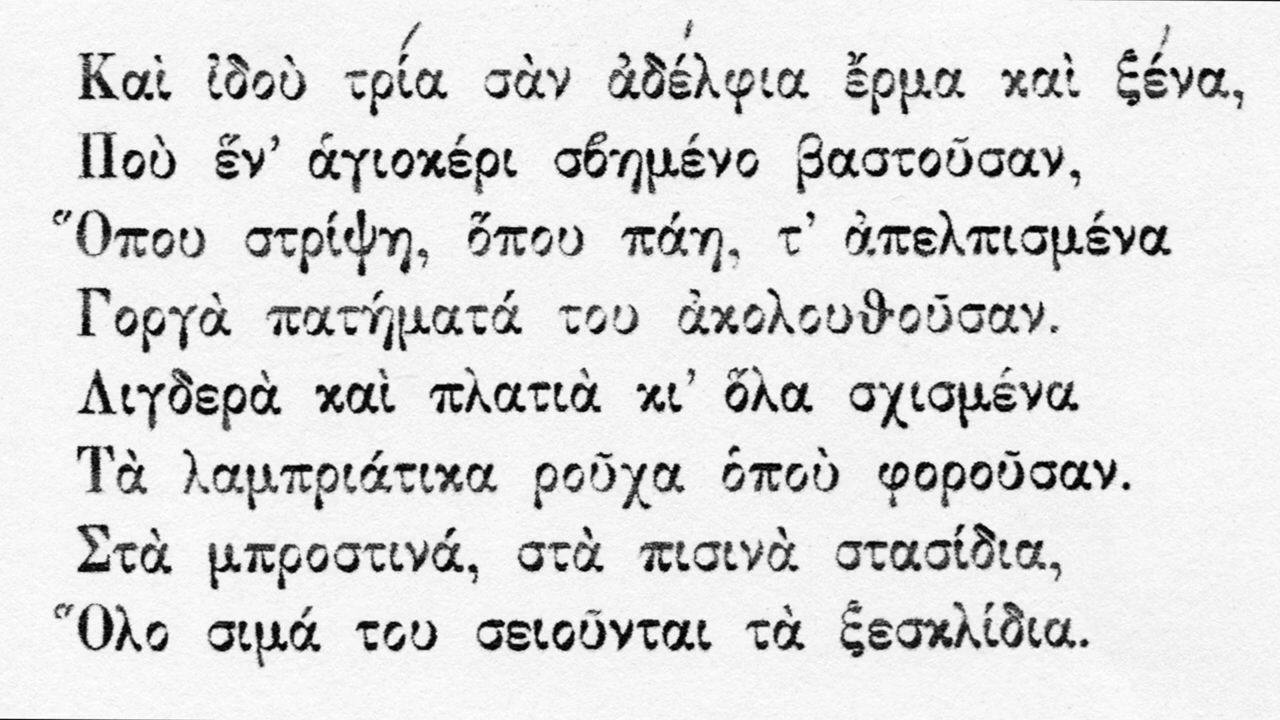 Καὶ ἰδοὺ τρία σὰν ἀδέλφια ἔρμα καὶ ξένα,
Ποὺ ἕν' ἁγιοκέρι σβημένο βαστοῦσαν,
Ὅπου στρίψη, ὅπου πάη, τ' ἀπελπισμένα
Γοργὰ πατήματά του ἀκολουθοῦσαν.
Λιγδερὰ καὶ πλατιὰ κι' ὅλα σχισμένα
Τὰ λαμπριάτικα ροῦχα ὁποὺ φοροῦσαν.
Στὰ μπροστινά, στὰ πισινὰ στασίδια,
Ὅλο σιμά του σειοῦνται τὰ ξεσκλίδια.